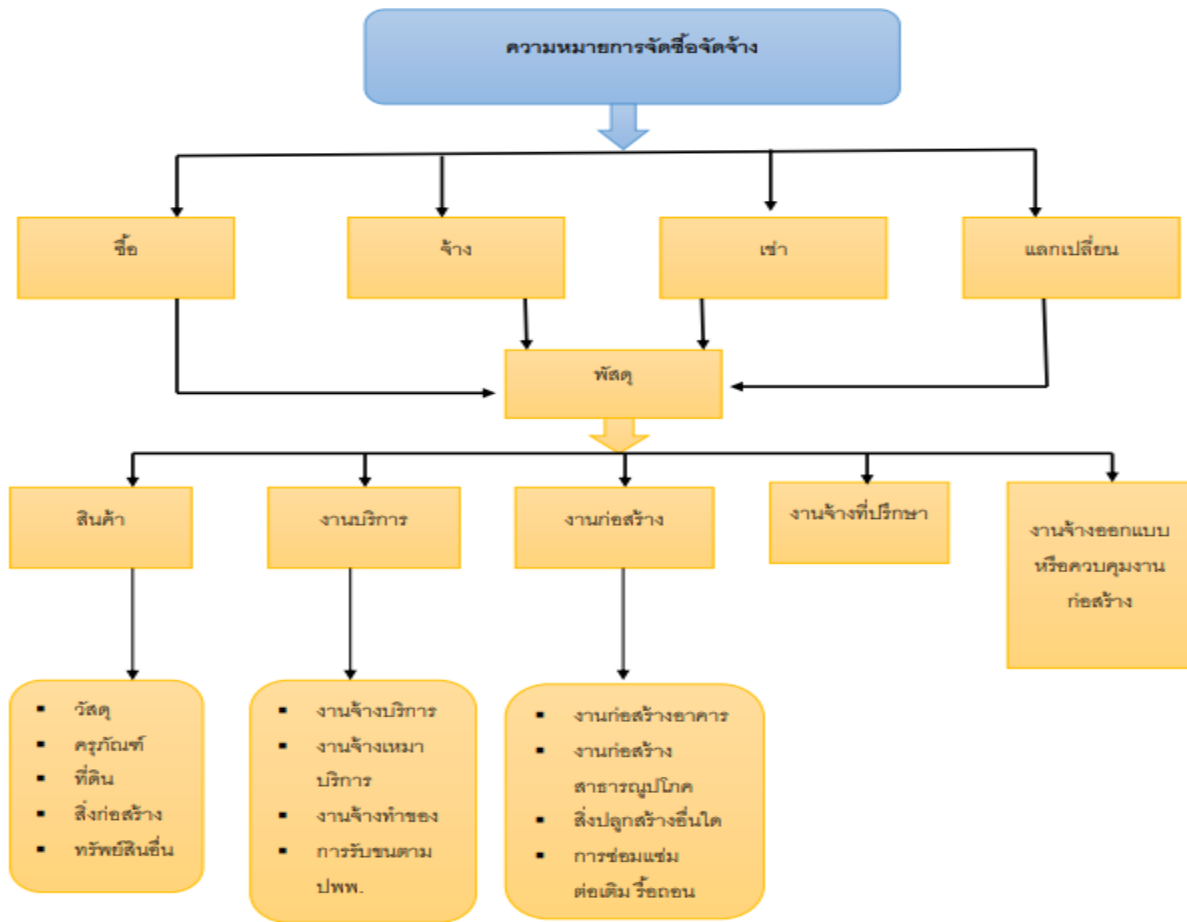 ความหมายการจัดซื้อจัดจ้าง
ซื้อ
จ้าง
เช่า
แลกเปลี่ยน
พัสดุ
สินค้า
งานบริการ
งานก่อสร้าง
งานจ้างที่ปรึกษา
งานจ้างออกแบบ
หรือควบคุมงาน
ก่อสร้าง
▪ วัสดุ
▪ ครุภัณฑ์
▪ ที่ดิน
▪ สิ่งก่อสร้าง
▪ ทรัพย์สินอื่น
▪ งานจ้างบริการ
▪ งานจ้างเหมา
บริการ
▪ งานจ้างทำของ
▪ การรับขนตาม
ปพพ.
▪ งานก่อสร้างอาคาร
▪ งานก่อสร้าง
สาธารณูปโภค
▪ สิ่งปลูกสร้างอื่นใด
▪ การซ่อมแซ่ม
ต่อเติม รื้อถอน